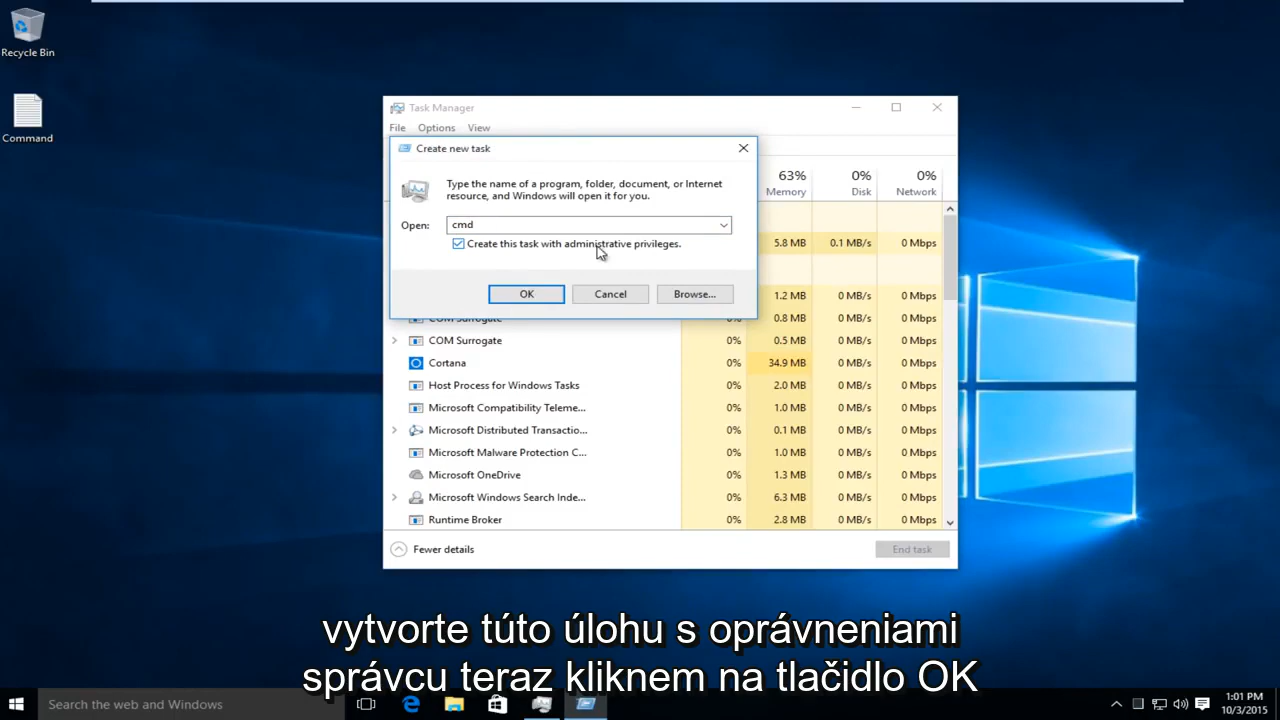 Recycle Bin
Command
Task Manager
File Options View
Create new task
Type the name of a program, folder, document, or Internet
resource, and Windows will open it for you.
Open: cmd
Create this task with administrative privileges.
OK Cancel Browse...
63% 0% 0%
Memory Disk Network
5.8 MB 0.1 MB/s 0 Mbps
1.2 MB 0 MB/s 0 Mbps
COM Surrogate 0% 0.8 MB 0 MB/s 0 Mbps
COM Surrogate 0% 0.5 MB 0 MB/s 0 Mbps
Cortana 0% 34.9 MB 0 MB/s 0 Mbps
Host Process for Windows Tasks 0% 2.0 MB 0 MB/s 0 Mbps
Microsoft Compatibility Teleme... 0% 1.0 MB 0 MB/s 0 Mbps
Microsoft Distributed Transactio... 0% 0.1 MB 0 MB/s 0 Mbps
Microsoft Malware Protection C... 0% 1.0 MB 0 MB/s 0 Mbps
Microsoft OneDrive 0% 1.3 MB 0 MB/s 0 Mbps
Microsoft Windows Search Inde... 0% 6.3 MB 0 MB/s 0 Mbps
Runtime Broker 0% 2.8 MB 0 MB/s 0 Mbps
Fewer details End task
vytvorte túto úlohu s oprávneniami
správcu teraz kliknem na tlačidlo OK
Search the web and Windows
1:01 PM
10/3/2015